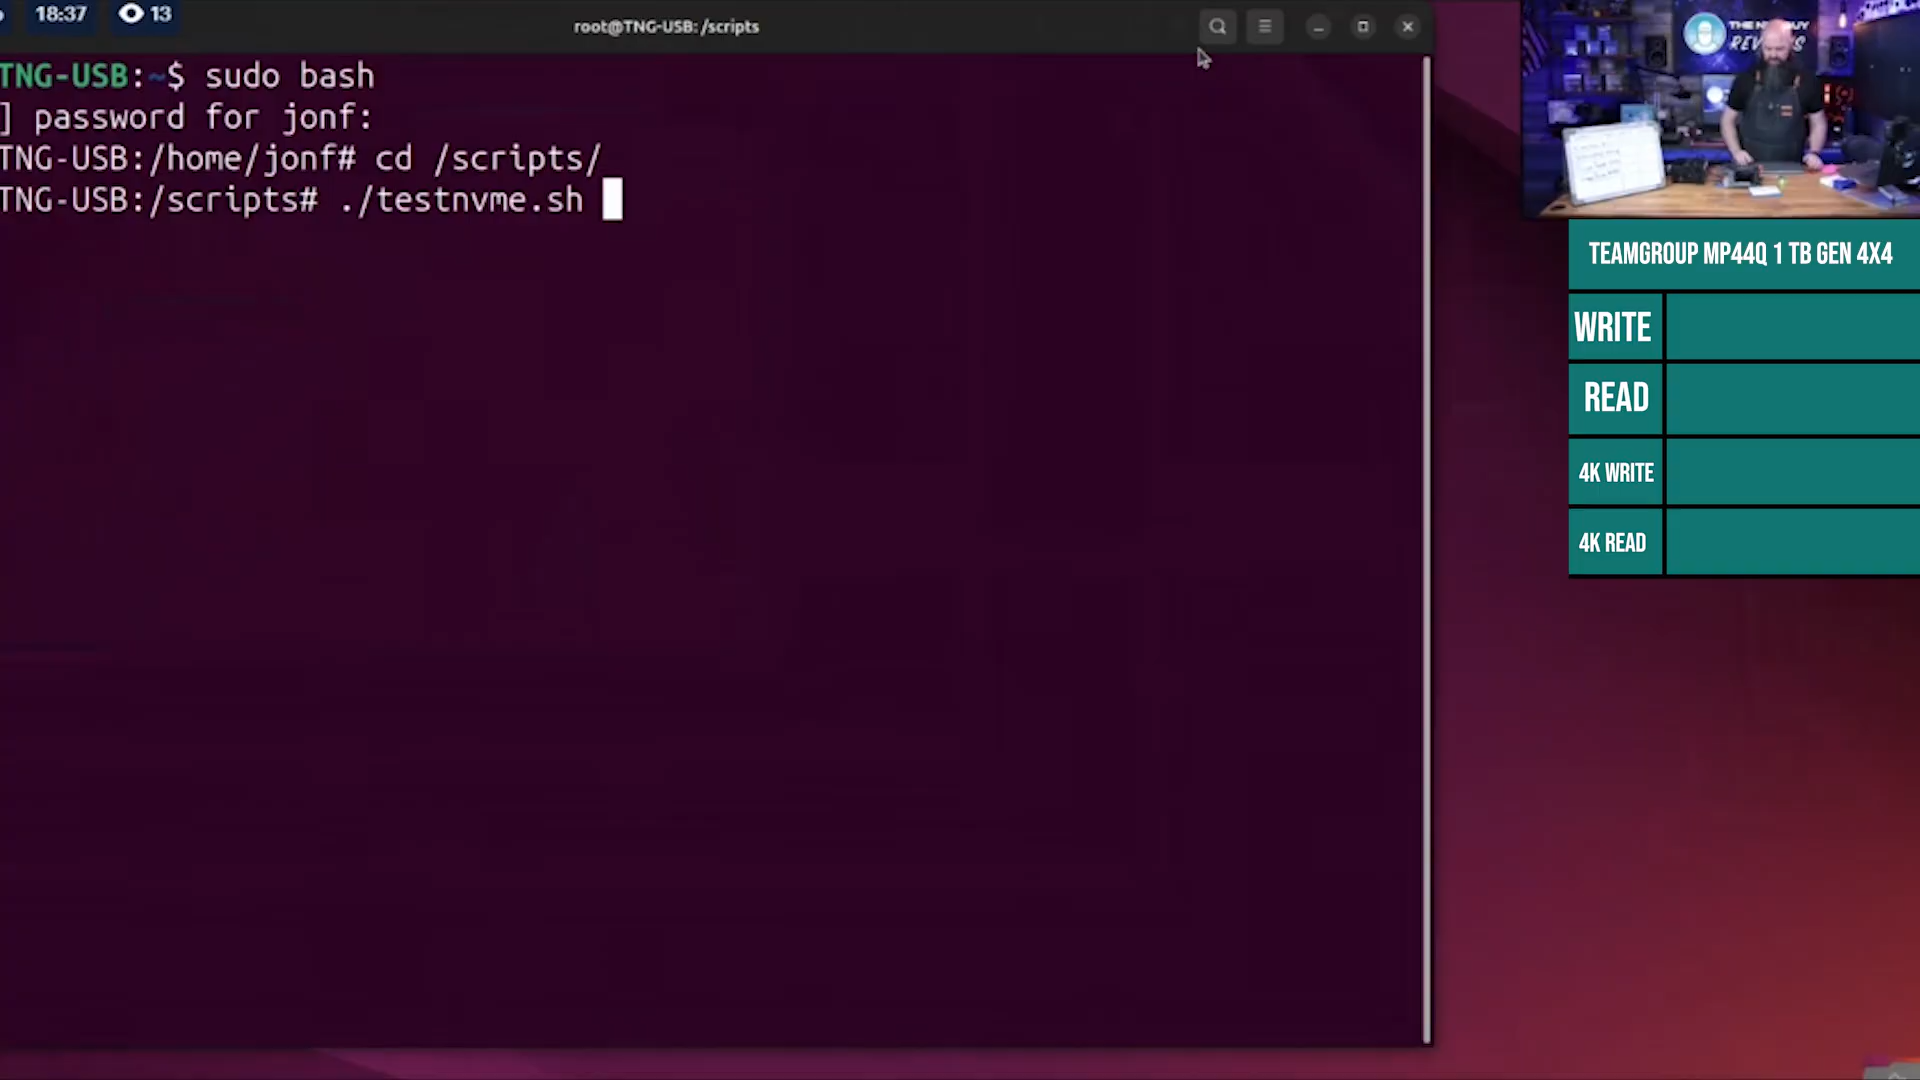 18:37 13
root@TNG-USB: /scripts
TNG-USB:~$ sudo bash
] password for jonf:
TNG-USB:/home/jonf# cd /scripts/
TNG-USB:/scripts# ./testnvme.sh
TEAMGROUP MP44Q 1 TB GEN 4X4
WRITE
READ
4K WRITE
4K READ